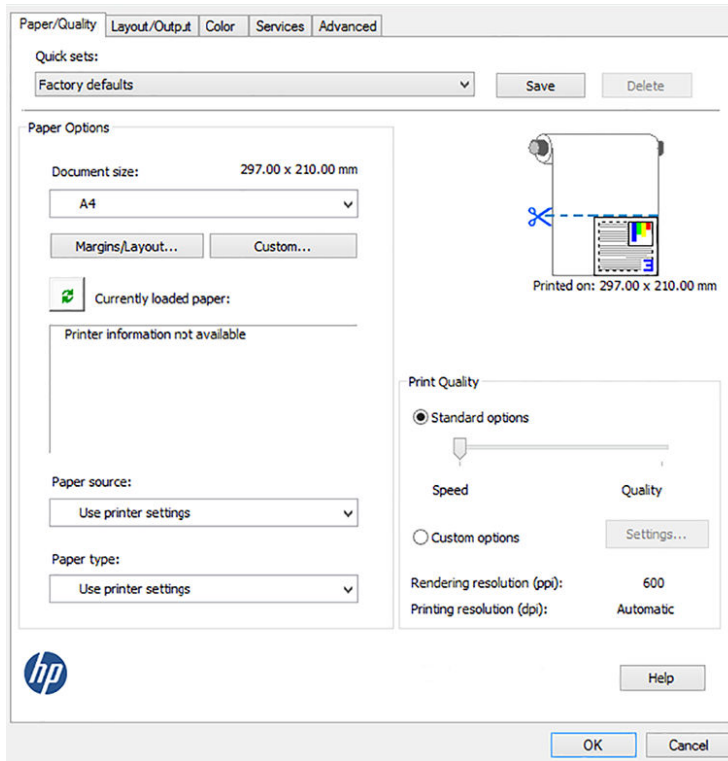 Paper/Quality Layout/Output Color Services Advanced
Quick sets:
Factory defaults Save Delete
Paper Options
Document size: 297.00 x 210.00 mm
A4
Margins/Layout... Custom...
Currently loaded paper:
Printer information not available
Printed on: 297.00 x 210.00 mm
Print Quality
Standard options
Speed Quality
Paper source:
Use printer settings
Custom options Settings...
Paper type:
Use printer settings
Rendering resolution (ppi): 600
Printing resolution (dpi): Automatic
hp
Help
OK Cancel